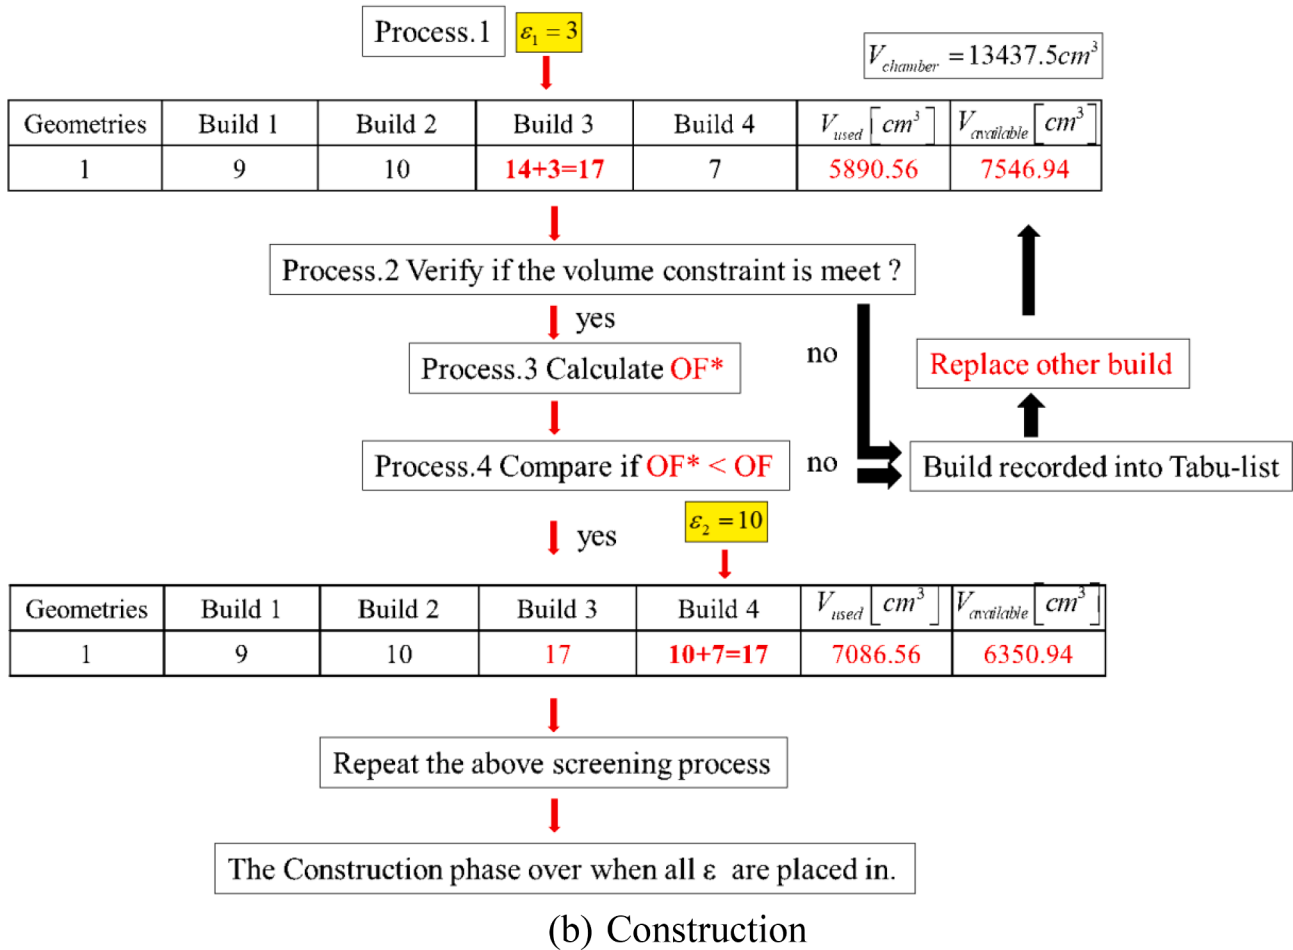 Process.1
ε₁ = 3
V_chamber = 13437.5cm³
Geometries Build 1 Build 2 Build 3 Build 4 V_used [cm³] V_available [cm³]
1 9 10 14+3=17 7 5890.56 7546.94
Process.2 Verify if the volume constraint is meet ?
yes
no
Process.3 Calculate OF*
Replace other build
Process.4 Compare if OF* < OF
no
Build recorded into Tabu-list
yes
ε₂ = 10
Geometries Build 1 Build 2 Build 3 Build 4 V_used [cm³] V_available [cm³]
1 9 10 17 10+7=17 7086.56 6350.94
Repeat the above screening process
The Construction phase over when all ε are placed in.
(b) Construction